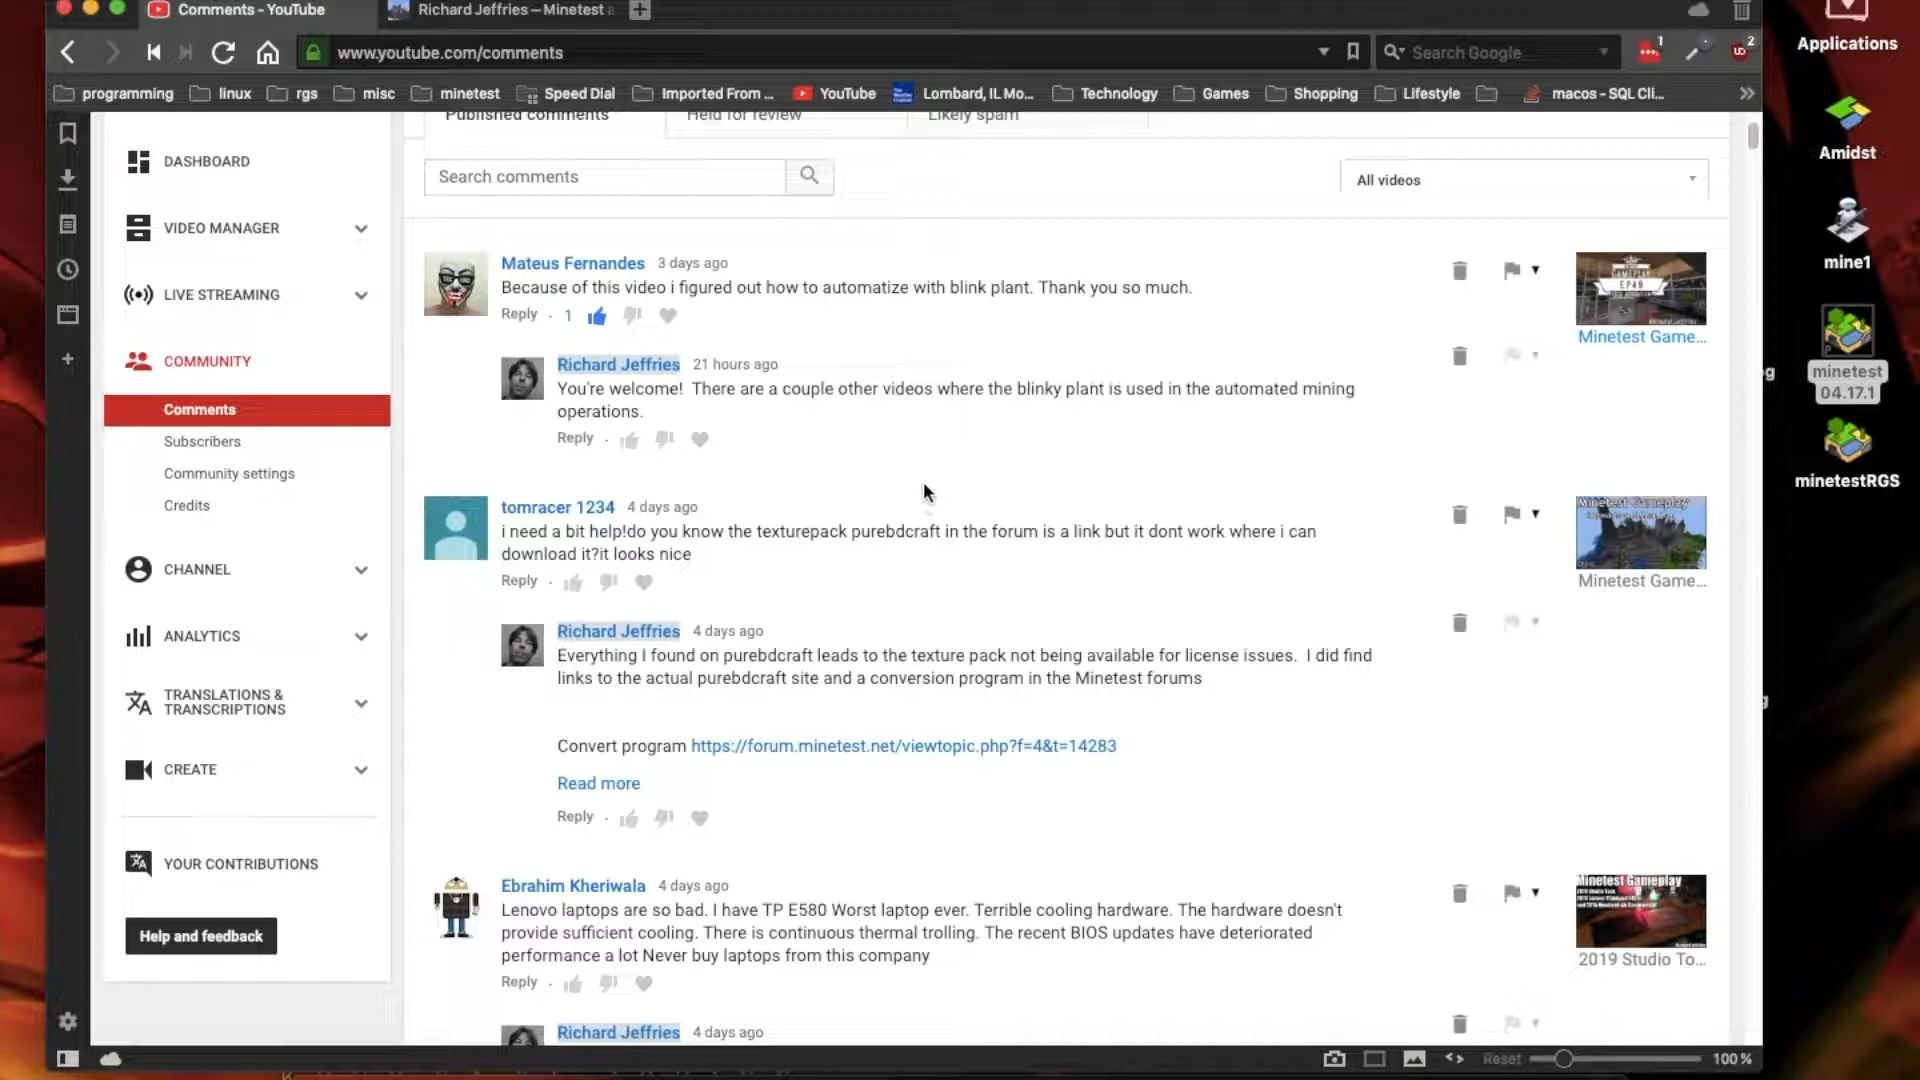 Comments - YouTube
Richard Jeffries – Minetest a
www.youtube.com/comments
Search Google
1
2
programming
linux
rgs
misc
minetest
Speed Dial
Imported From ...
YouTube
Lombard, IL Mo...
Technology
Games
Shopping
Lifestyle
macos - SQL Cli...
Published comments
Held for review
Likely spam
DASHBOARD
VIDEO MANAGER
LIVE STREAMING
COMMUNITY
Comments
Subscribers
Community settings
Credits
CHANNEL
ANALYTICS
TRANSLATIONS &
TRANSCRIPTIONS
CREATE
YOUR CONTRIBUTIONS
Help and feedback
Search comments
All videos
Mateus Fernandes 3 days ago
Because of this video i figured out how to automatize with blink plant. Thank you so much.
Reply . 1
Minetest Game...
Richard Jeffries 21 hours ago
You're welcome! There are a couple other videos where the blinky plant is used in the automated mining
operations.
Reply .
tomracer 1234 4 days ago
i need a bit help!do you know the texturepack purebdcraft in the forum is a link but it dont work where i can
download it?it looks nice
Reply .
Minetest Gameplay
Minetest Game...
Richard Jeffries 4 days ago
Everything I found on purebdcraft leads to the texture pack not being available for license issues. I did find
links to the actual purebdcraft site and a conversion program in the Minetest forums
Convert program https://forum.minetest.net/viewtopic.php?f=4&t=14283
Read more
Reply .
Ebrahim Kheriwala 4 days ago
Lenovo laptops are so bad. I have TP E580 Worst laptop ever. Terrible cooling hardware. The hardware doesn't
provide sufficient cooling. There is continuous thermal trolling. The recent BIOS updates have deteriorated
performance a lot Never buy laptops from this company
Reply .
Minetest Gameplay
2019 Studio To...
Richard Jeffries 4 days ago
Reset
100 %
Applications
Amidst
mine1
minetest
04.17.1
minetestRGS